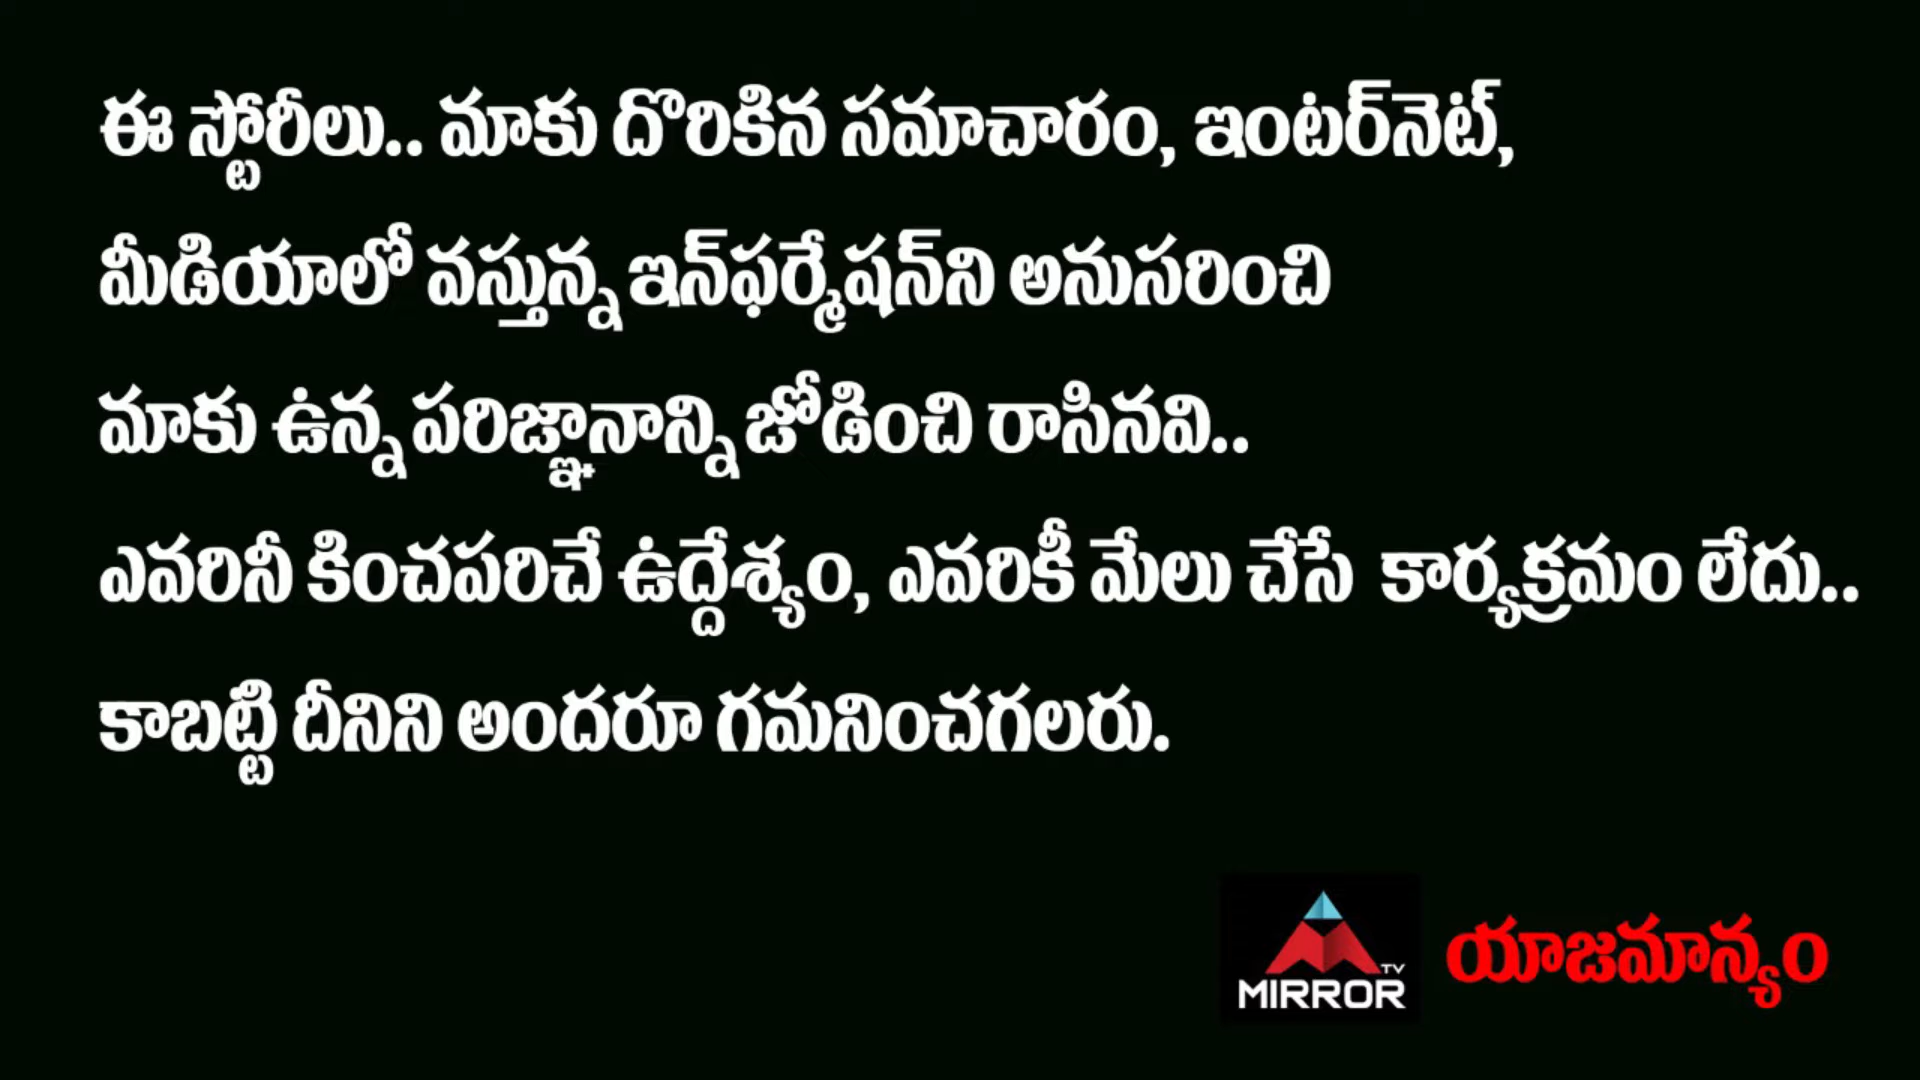 ఈ స్టోరీలు.. మాకు దొరికిన సమాచారం, ఇంటర్‌నెట్,
మీడియాలో వస్తున్న ఇన్‌ఫర్మేషన్‌ని అనుసరించి
మాకు ఉన్న పరిజ్ఞానాన్ని జోడించి రాసినవి..
ఎవరినీ కించపరిచే ఉద్దేశ్యం, ఎవరికీ మేలు చేసే కార్యక్రమం లేదు..
కాబట్టి దీనిని అందరూ గమనించగలరు.
MIRROR TV యాజమాన్యం